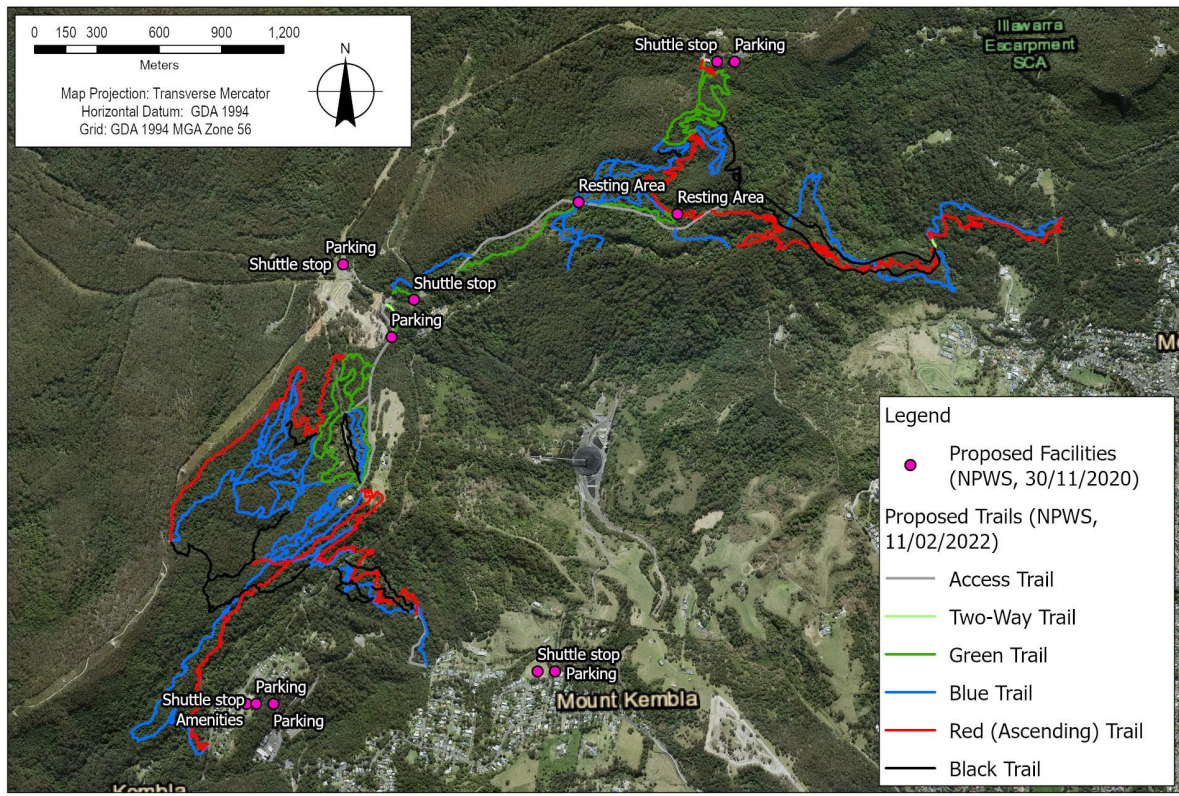 0 150 300 600 900 1,200
Meters
Map Projection: Transverse Mercator
Horizontal Datum: GDA 1994
Grid: GDA 1994 MGA Zone 56
N
Illawarra
Escarpment
SCA
Shuttle stop Parking
Resting Area
Resting Area
Parking
Shuttle stop
Shuttle stop
Parking
Mo
Legend
Proposed Facilities
(NPWS, 30/11/2020)
Proposed Trails (NPWS,
11/02/2022)
Access Trail
Two-Way Trail
Green Trail
Blue Trail
Red (Ascending) Trail
Black Trail
Shuttle stop
Parking
Mount Kembla
Parking
Shuttle stop
Amenities Parking
Kembla